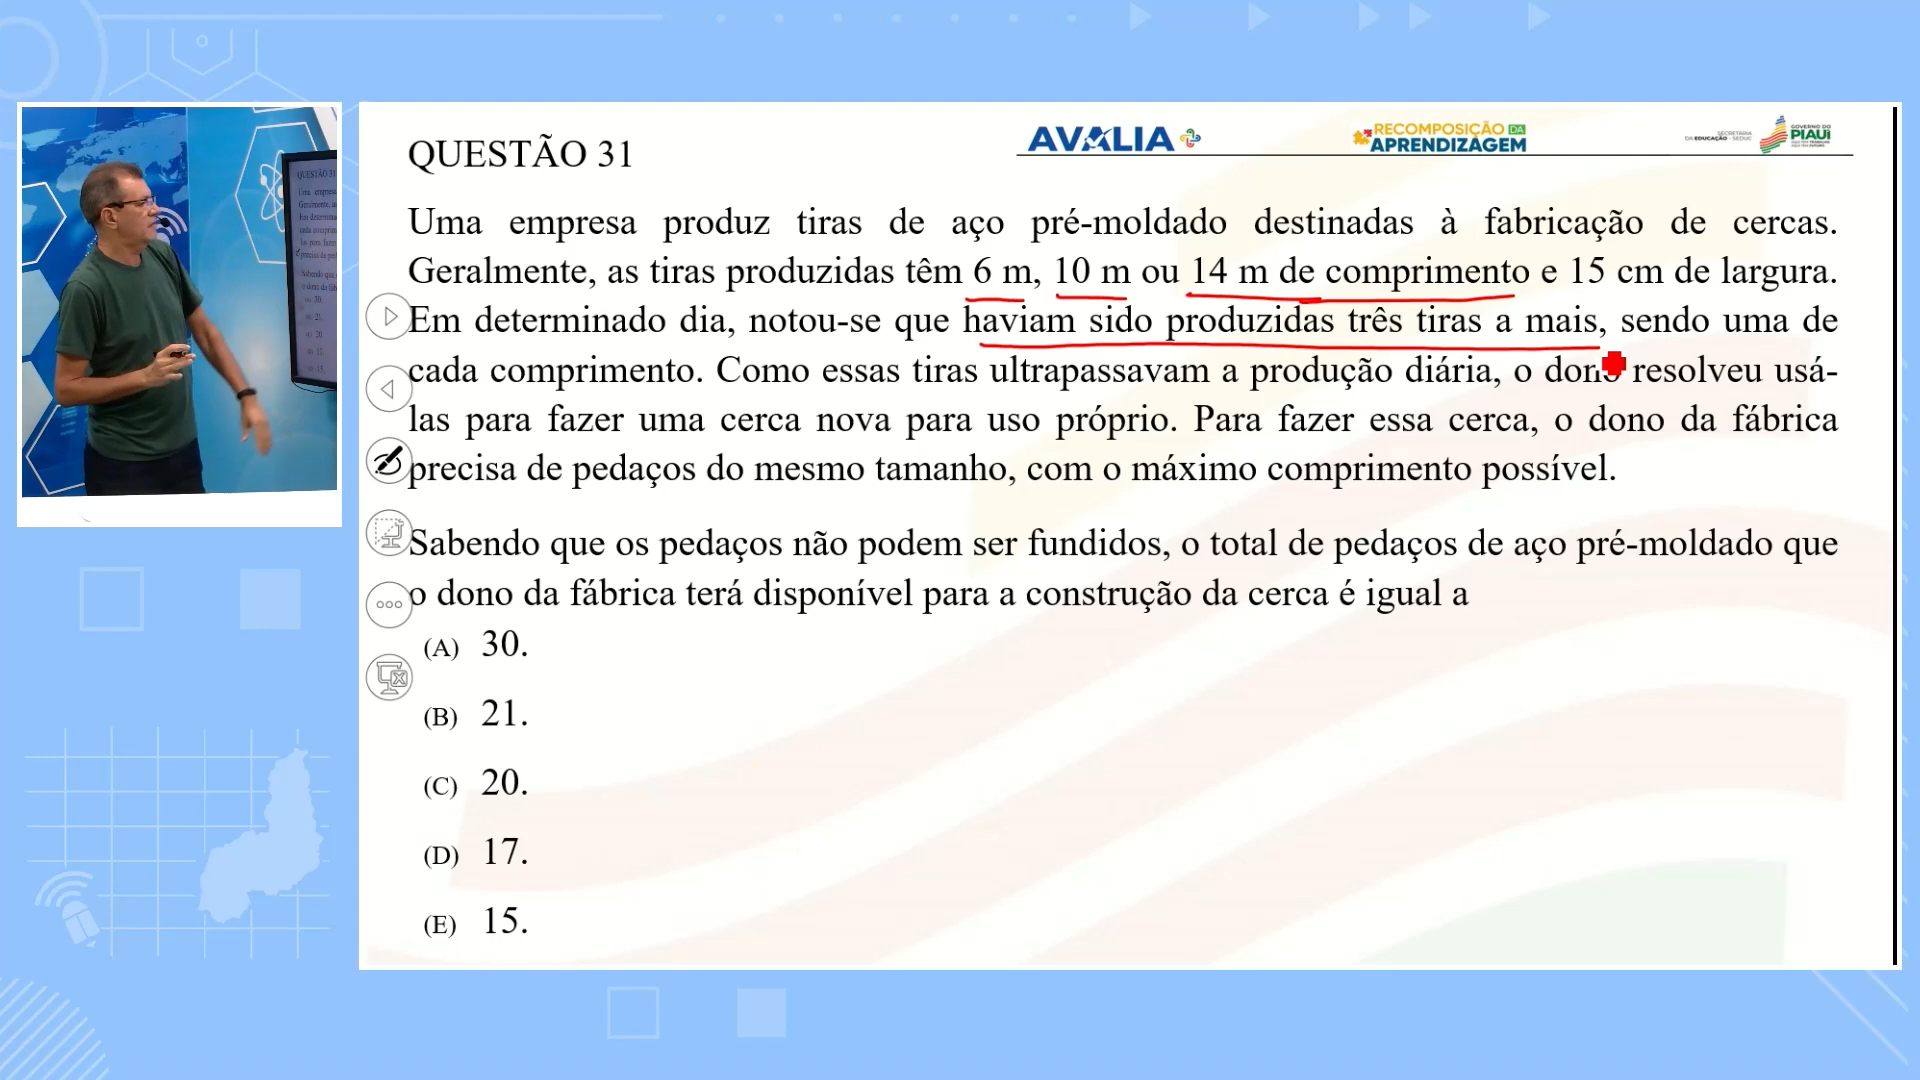 QUESTÃO 31
AVALIA
RECOMPOSIÇÃO DA
APRENDIZAGEM
SECRETARIA
DA EDUCAÇÃO - SEDUC
GOVERNO DO
PIAUÍ
Uma empresa produz tiras de aço pré-moldado destinadas à fabricação de cercas.
Geralmente, as tiras produzidas têm 6 m, 10 m ou 14 m de comprimento e 15 cm de largura.
Em determinado dia, notou-se que haviam sido produzidas três tiras a mais, sendo uma de
cada comprimento. Como essas tiras ultrapassavam a produção diária, o dono resolveu usá-
las para fazer uma cerca nova para uso próprio. Para fazer essa cerca, o dono da fábrica
precisa de pedaços do mesmo tamanho, com o máximo comprimento possível.
Sabendo que os pedaços não podem ser fundidos, o total de pedaços de aço pré-moldado que
o dono da fábrica terá disponível para a construção da cerca é igual a
(A) 30.
(B) 21.
(C) 20.
(D) 17.
(E) 15.